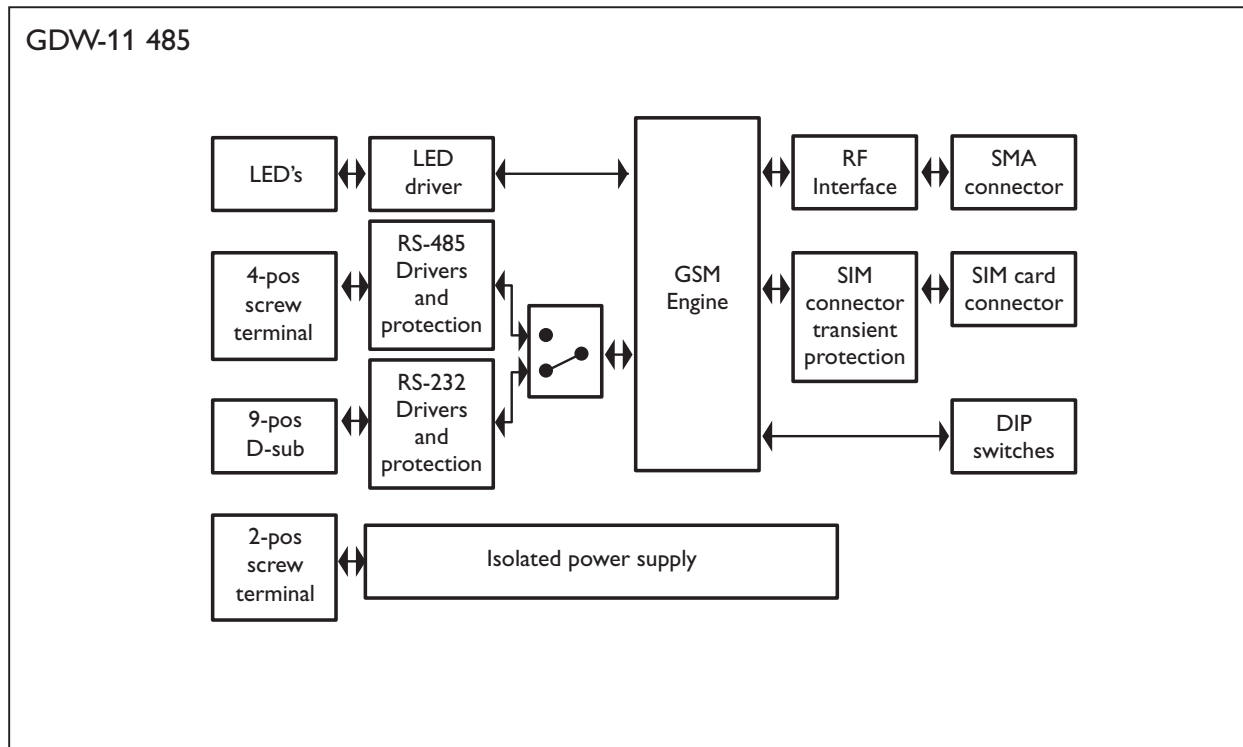 GDW-11 485
LED's
LED
driver
GSM
Engine
RF
Interface
SMA
connector
4-pos
screw
terminal
RS-485
Drivers
and
protection
SIM
connector
transient
protection
SIM card
connector
9-pos
D-sub
RS-232
Drivers
and
protection
DIP
switches
2-pos
screw
terminal
Isolated power supply